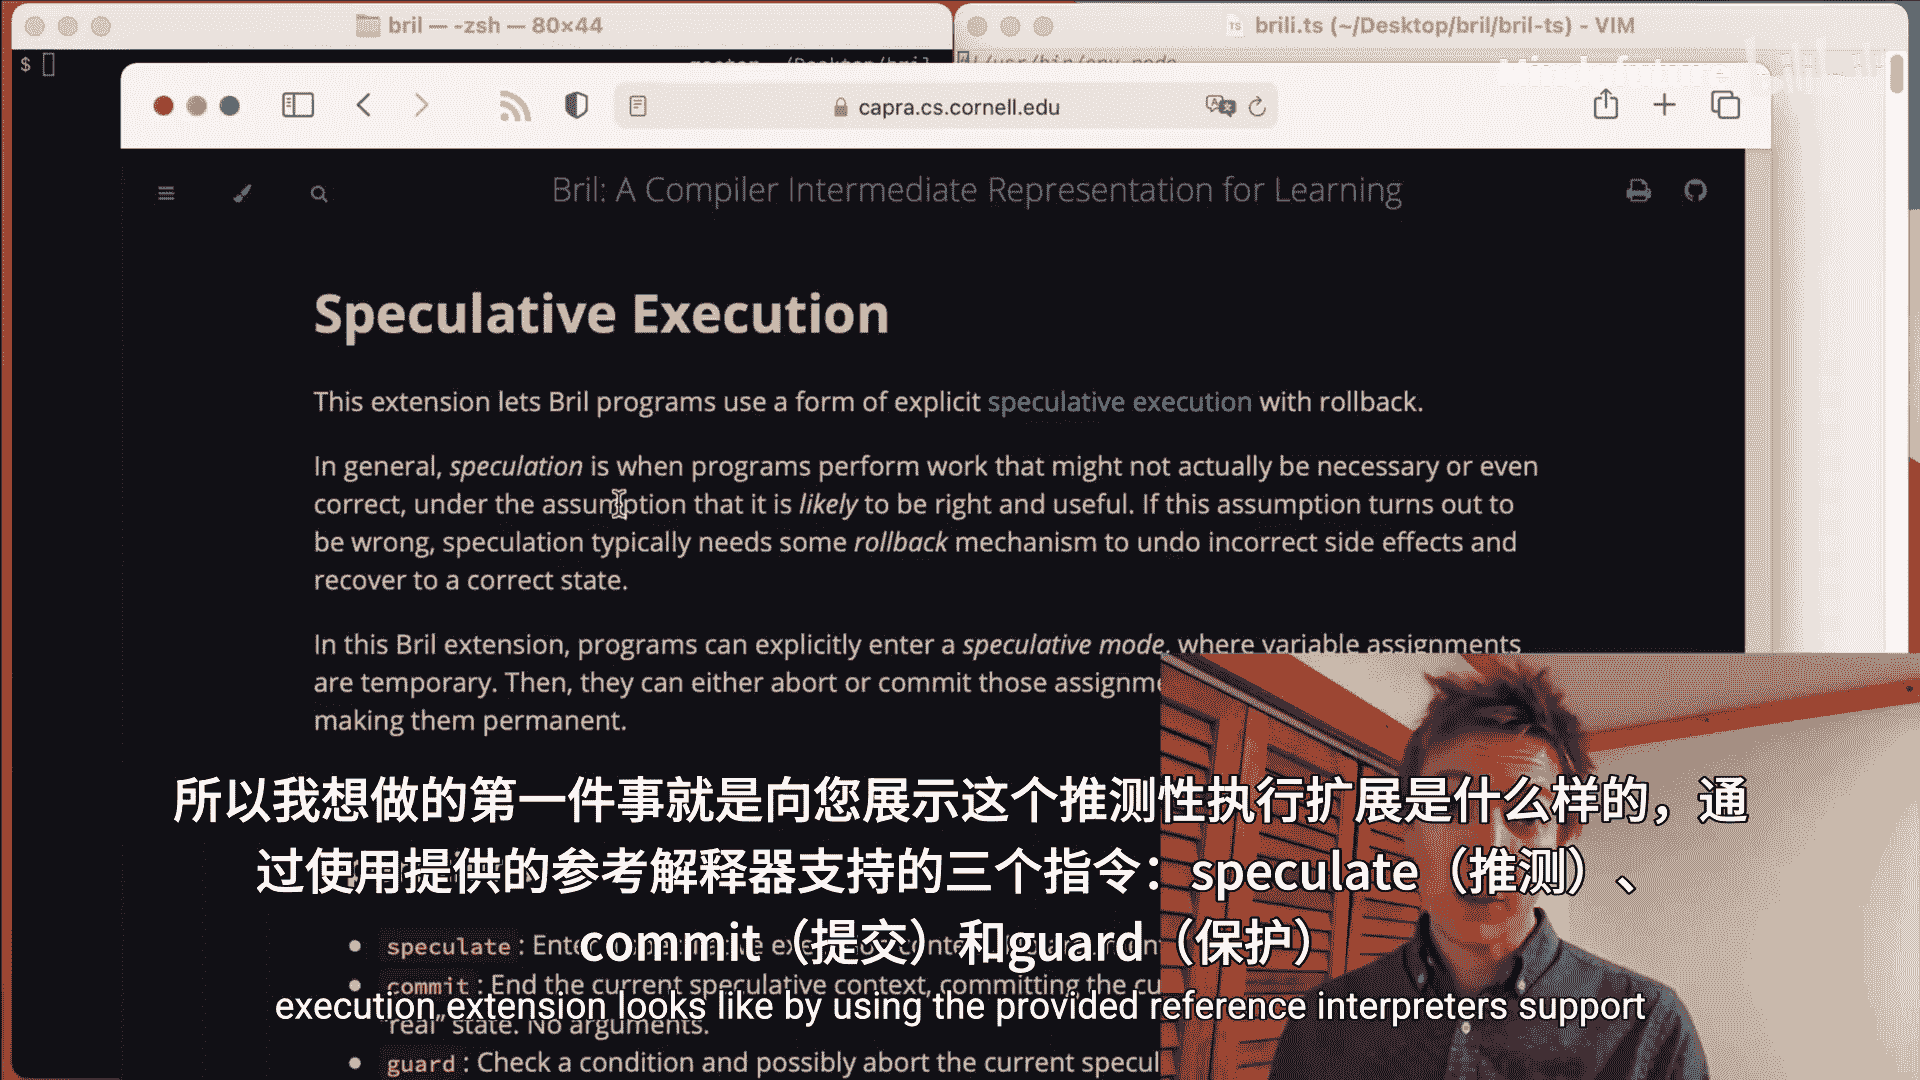 bril — -zsh — 80×44
brili.ts (~/Desktop/bril/bril-ts) - VIM
$
capra.cs.cornell.edu
Bril: A Compiler Intermediate Representation for Learning
Speculative Execution
This extension lets Bril programs use a form of explicit speculative execution with rollback.
In general, speculation is when programs perform work that might not actually be necessary or even
correct, under the assumption that it is likely to be right and useful. If this assumption turns out to
be wrong, speculation typically needs some rollback mechanism to undo incorrect side effects and
recover to a correct state.
In this Bril extension, programs can explicitly enter a speculative mode, where variable assignments
are temporary. Then, they can either abort or commit those assignme
making them permanent.
所以我想做的第一件事就是向您展示这个推测性执行扩展是什么样的，通
过使用提供的参考解释器支持的三个指令：speculate（推测）、
commit（提交）和guard（保护）
speculate: Enter
commit: End the current speculative context, committing the cu
execution extension looks like by using the provided reference interpreters support
"real" state. No arguments.
guard: Check a condition and possibly abort the current specul